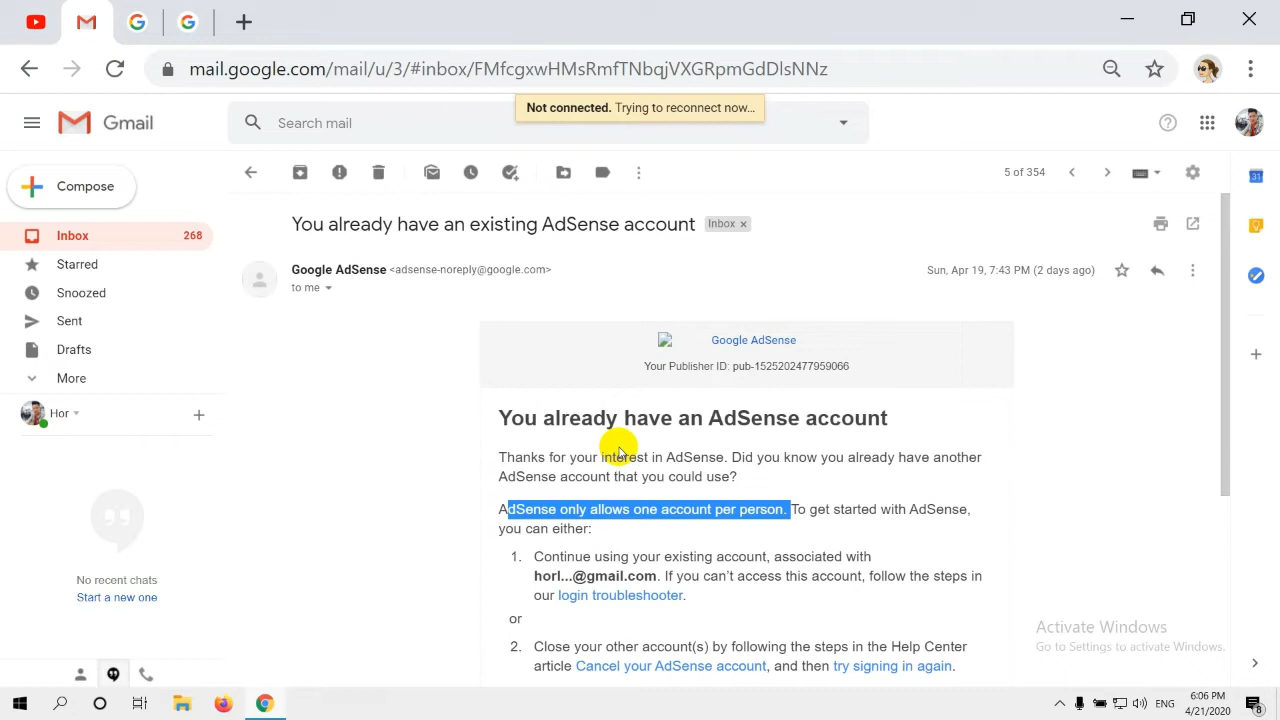 mail.google.com/mail/u/3/#inbox/FMfcgxwHMsRmfTNbqjVXGRpmGdDlsNNz
Not connected. Trying to reconnect now...
Gmail
Search mail
Compose
5 of 354
31
Inbox 268
Starred
Snoozed
Sent
Drafts
More
Hor
No recent chats
Start a new one
You already have an existing AdSense account Inbox x
Google AdSense <adsense-noreply@google.com>
Sun, Apr 19, 7:43 PM (2 days ago)
to me
Google AdSense
Your Publisher ID: pub-1525202477959066
You already have an AdSense account
Thanks for your interest in AdSense. Did you know you already have another
AdSense account that you could use?
AdSense only allows one account per person. To get started with AdSense,
you can either:
1. Continue using your existing account, associated with
horl...@gmail.com. If you can't access this account, follow the steps in
our login troubleshooter.
or
2. Close your other account(s) by following the steps in the Help Center
article Cancel your AdSense account, and then try signing in again.
Activate Windows
Go to Settings to activate Windows.
ENG
6:06 PM
4/21/2020
8